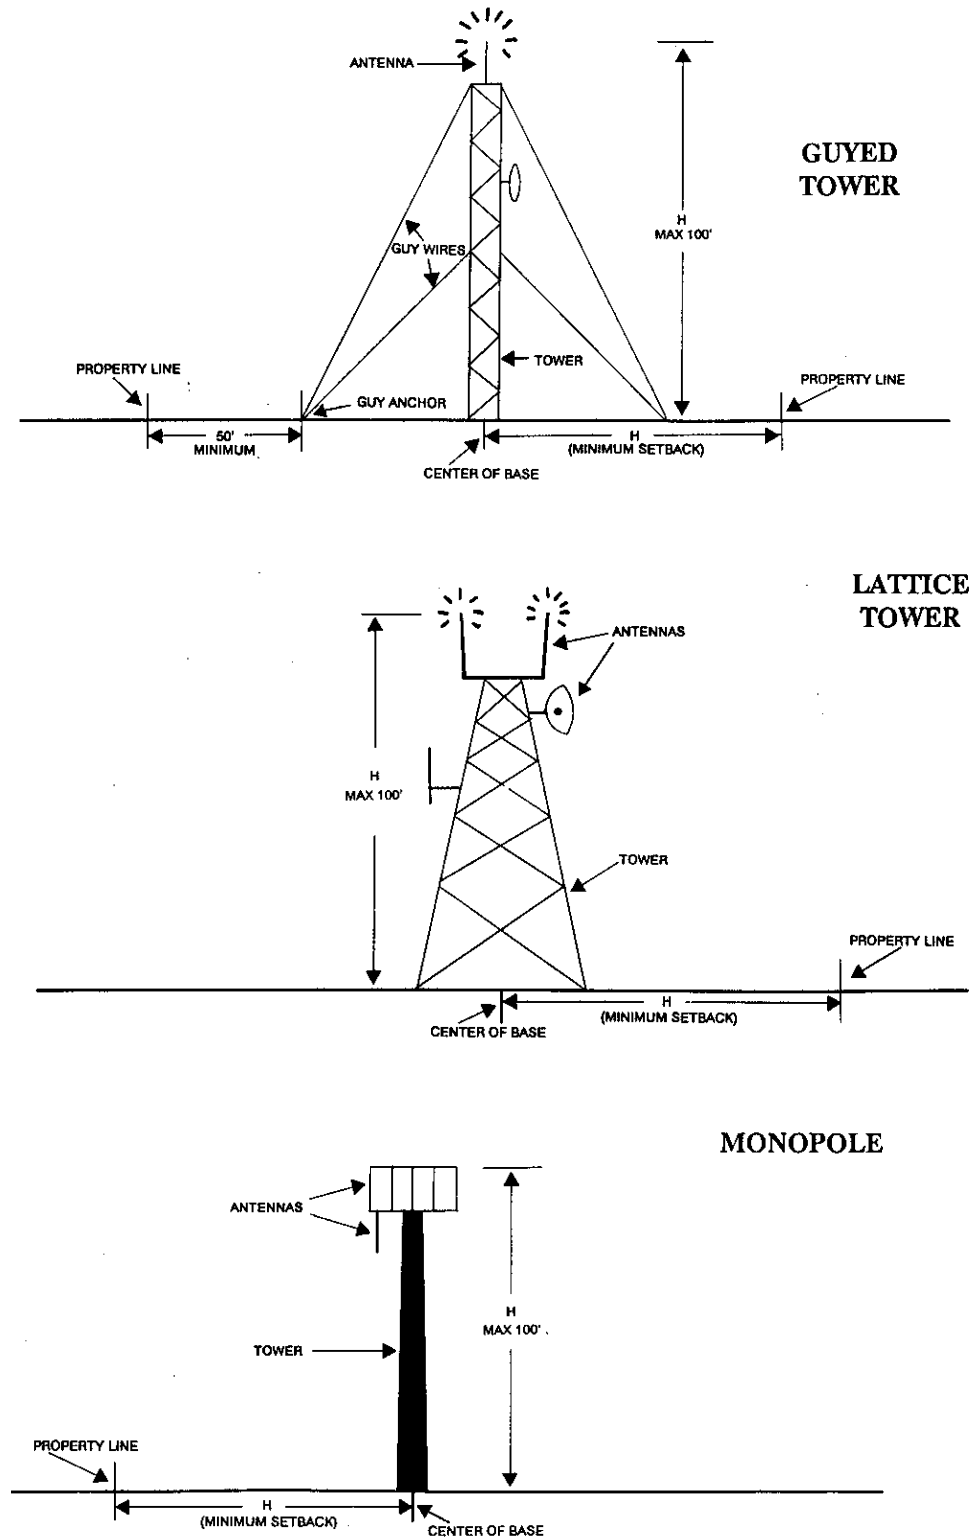 ANTENNA
GUYED
TOWER
H
MAX 100'
GUY WIRES
TOWER
PROPERTY LINE
PROPERTY LINE
GUY ANCHOR
50'
MINIMUM
H
(MINIMUM SETBACK)
CENTER OF BASE
LATTICE
TOWER
ANTENNAS
H
MAX 100'
TOWER
PROPERTY LINE
H
(MINIMUM SETBACK)
CENTER OF BASE
MONOPOLE
ANTENNAS
H
MAX 100'
TOWER
PROPERTY LINE
H
(MINIMUM SETBACK)
CENTER OF BASE